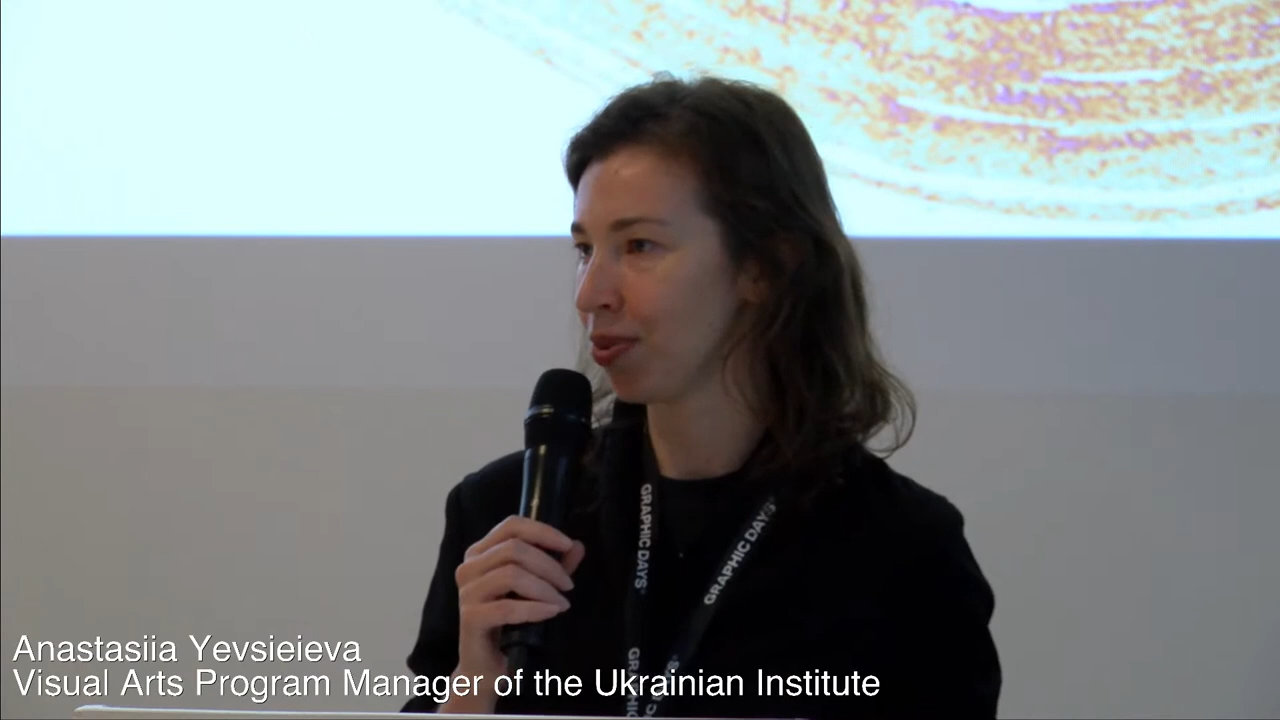 GRAPHIC DAYS
GRAPHIC DAYS
Anastasiia Yevsieieva
Visual Arts Program Manager of the Ukrainian Institute